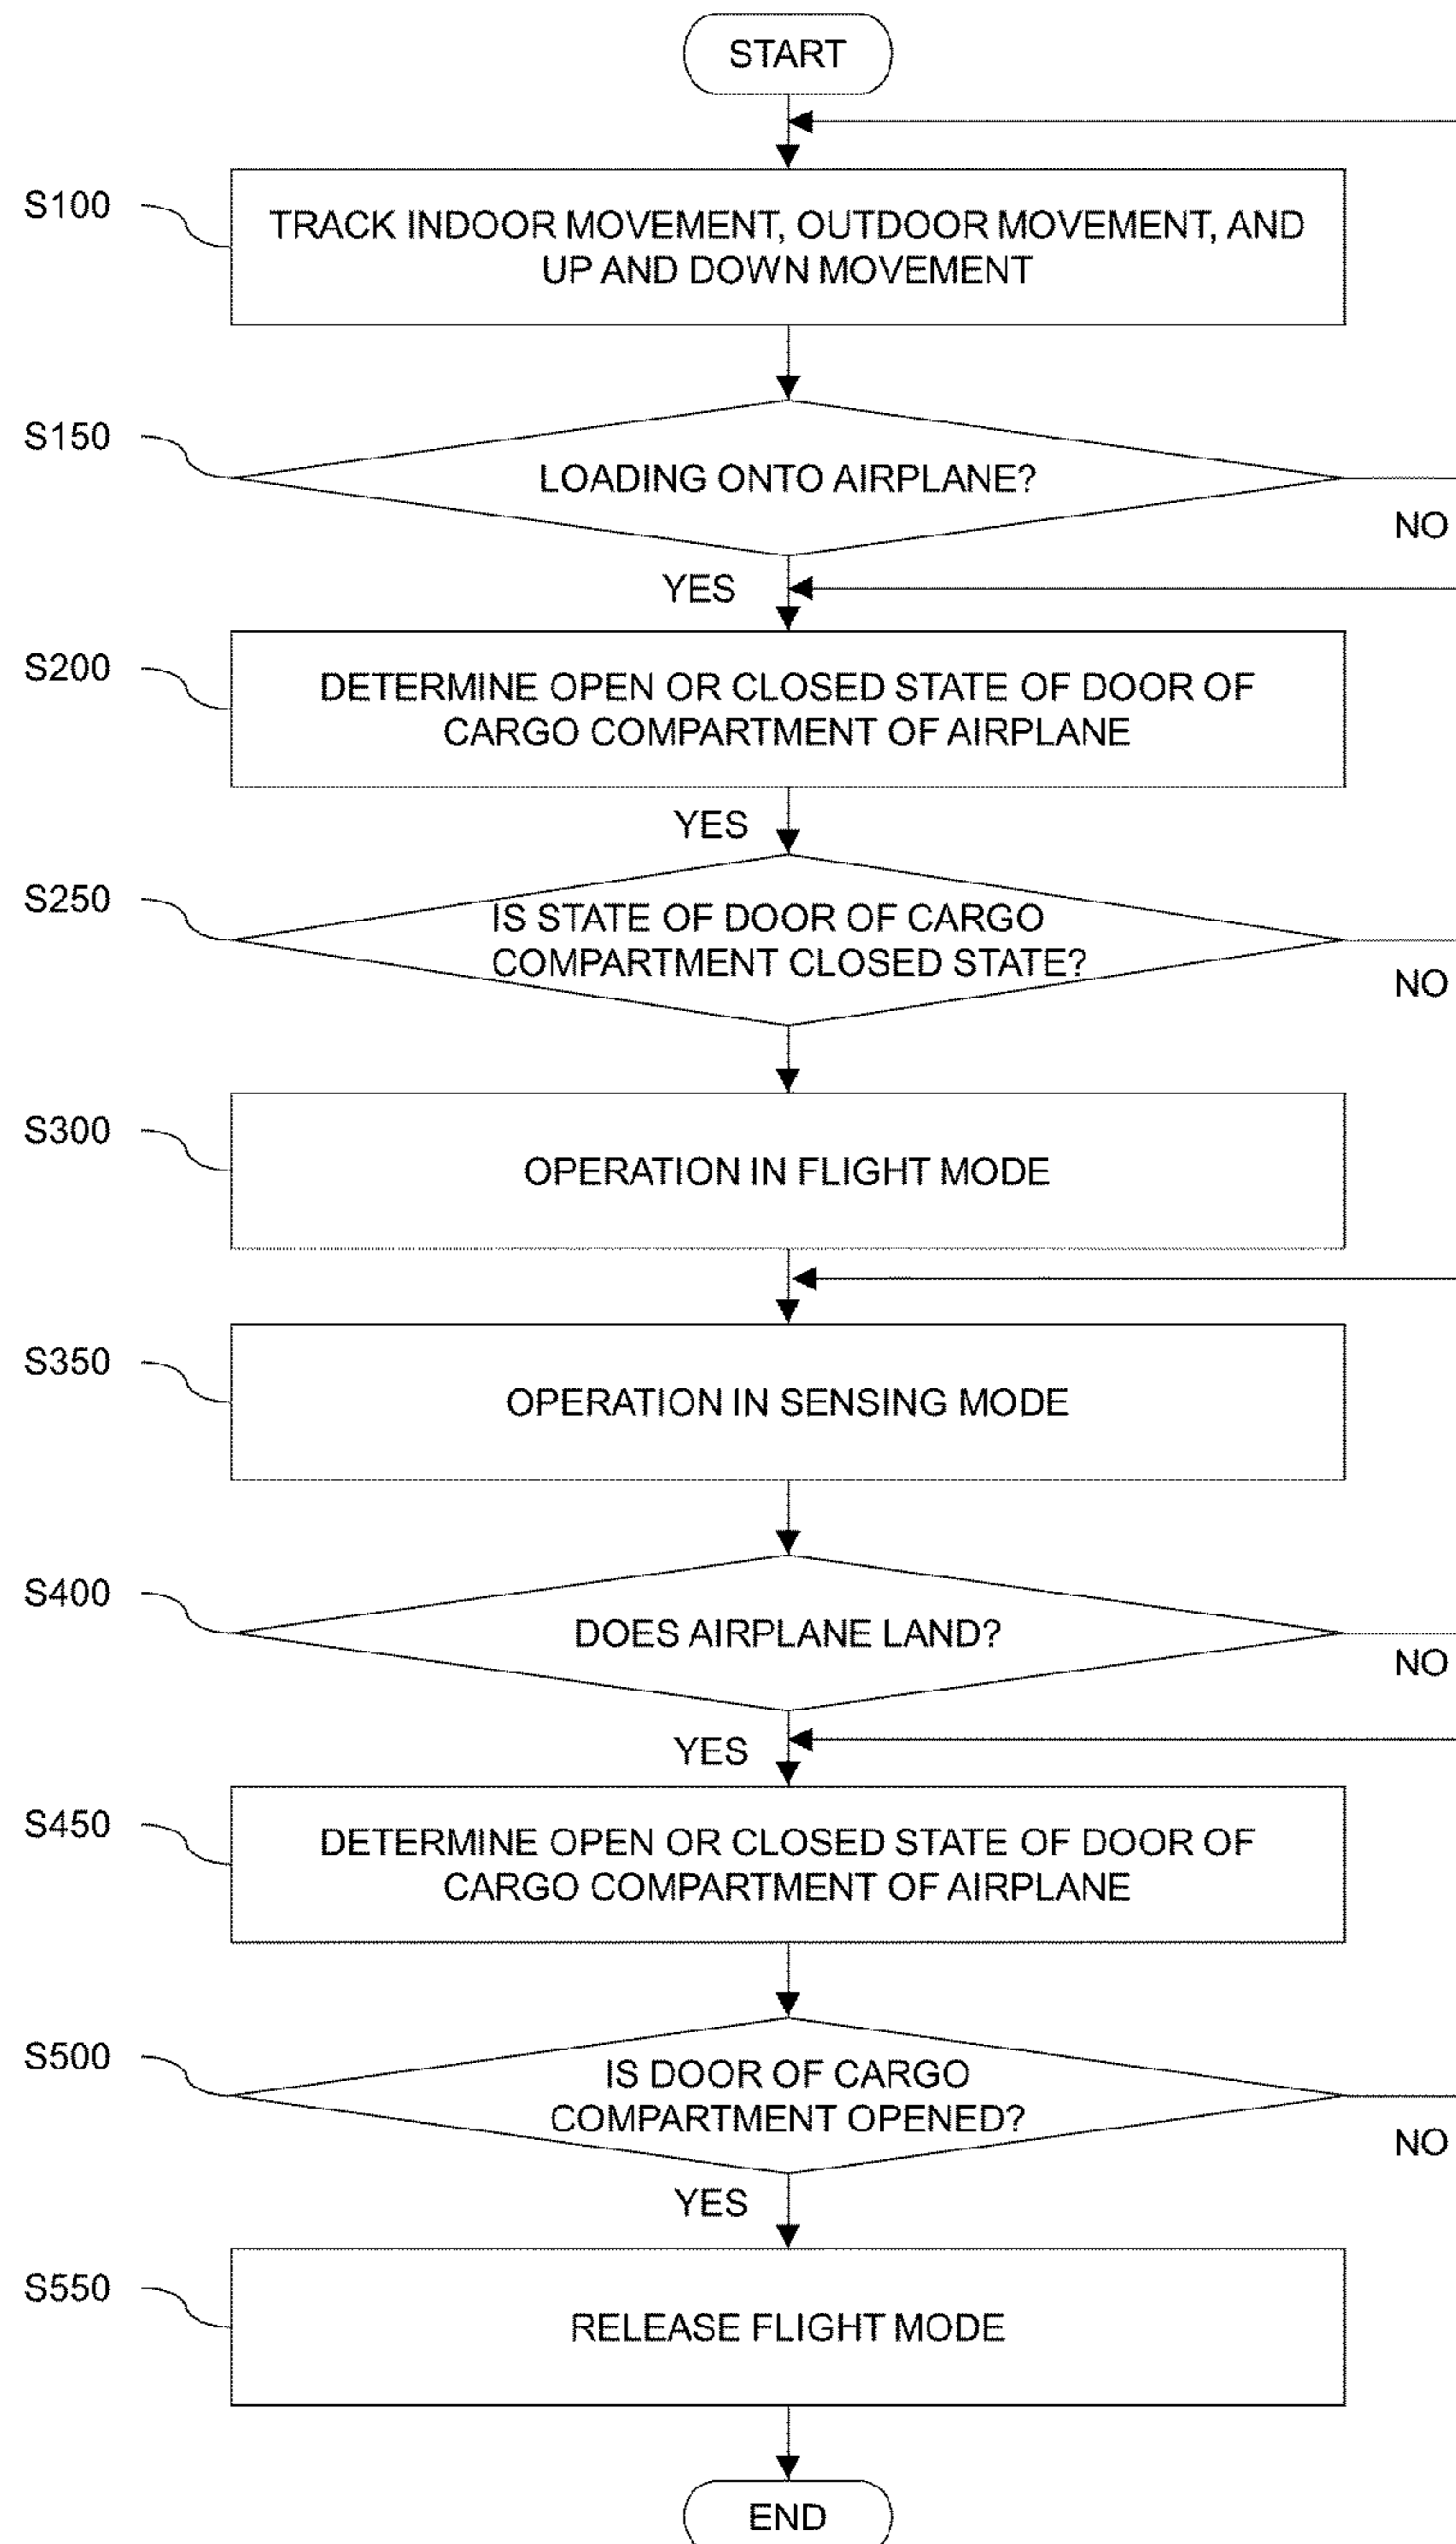 START
S100
TRACK INDOOR MOVEMENT, OUTDOOR MOVEMENT, AND
UP AND DOWN MOVEMENT
S150
LOADING ONTO AIRPLANE?
NO
YES
S200
DETERMINE OPEN OR CLOSED STATE OF DOOR OF
CARGO COMPARTMENT OF AIRPLANE
YES
S250
IS STATE OF DOOR OF CARGO
COMPARTMENT CLOSED STATE?
NO
S300
OPERATION IN FLIGHT MODE
S350
OPERATION IN SENSING MODE
S400
DOES AIRPLANE LAND?
NO
YES
S450
DETERMINE OPEN OR CLOSED STATE OF DOOR OF
CARGO COMPARTMENT OF AIRPLANE
S500
IS DOOR OF CARGO
COMPARTMENT OPENED?
NO
YES
S550
RELEASE FLIGHT MODE
END